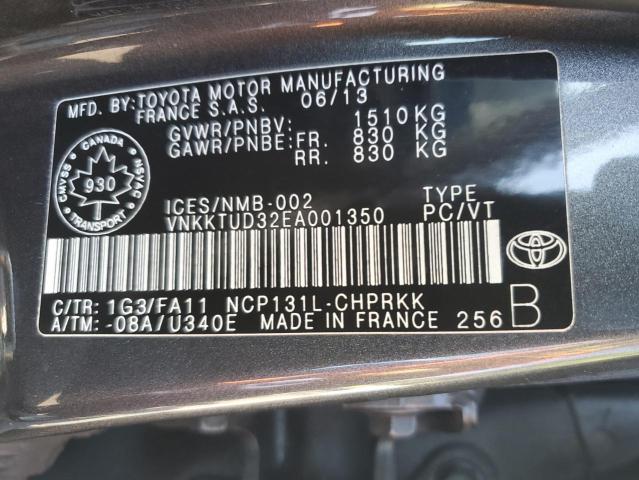 MFD. BY: TOYOTA MOTOR MANUFACTURING
FRANCE S.A.S. 06/13
GVWR/PNBV: 1510 KG
GAWR/PNBE: FR. 830 KG
RR. 830 KG
CANADA
CMVSS NSVAC
930
TRANSPORT
ICES/NMB-002 TYPE
VNKKTUD32EA001350 PC/VT
C/TR: 1G3/FA11 NCP131L-CHPRKK
A/TM: -08A/U340E MADE IN FRANCE 256 B